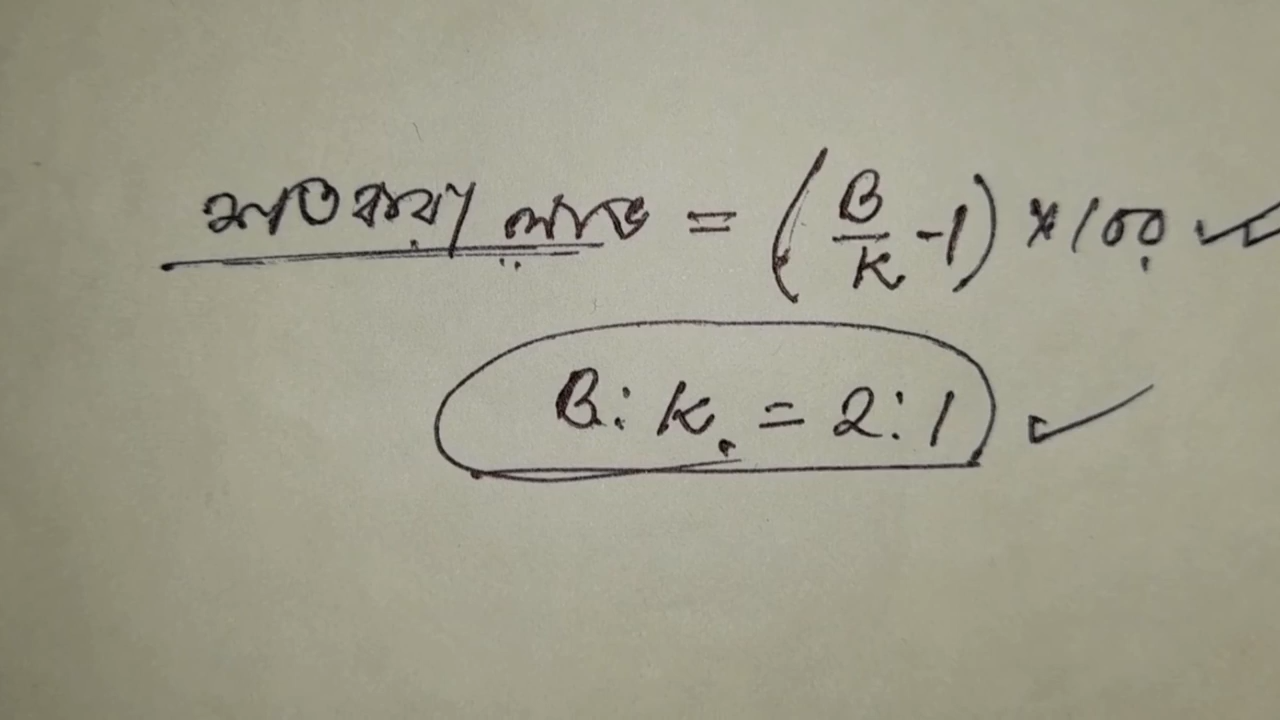 শতকরা লাভ = (B/K - 1) × 100
B : K = 2 : 1